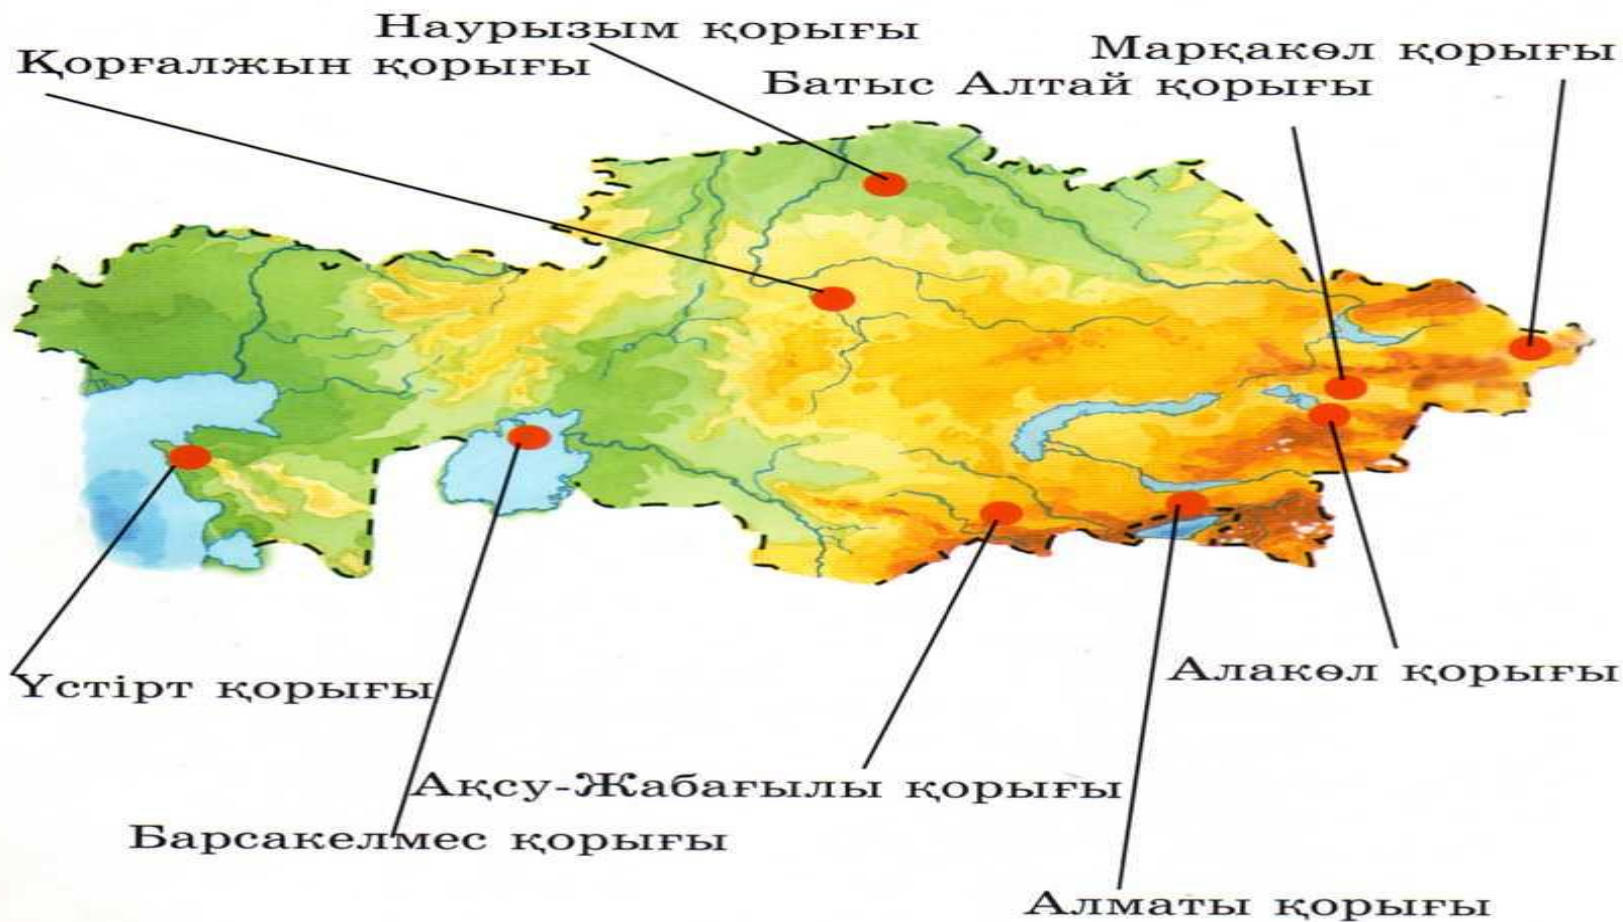 Наурызым қорығы
Қорғалжын қорығы
Марқакөл қорығы
Батыс Алтай қорығы
Үстірт қорығы
Алакөл қорығы
Ақсу-Жабағылы қорығы
Барсакелмес қорығы
Алматы қорығы